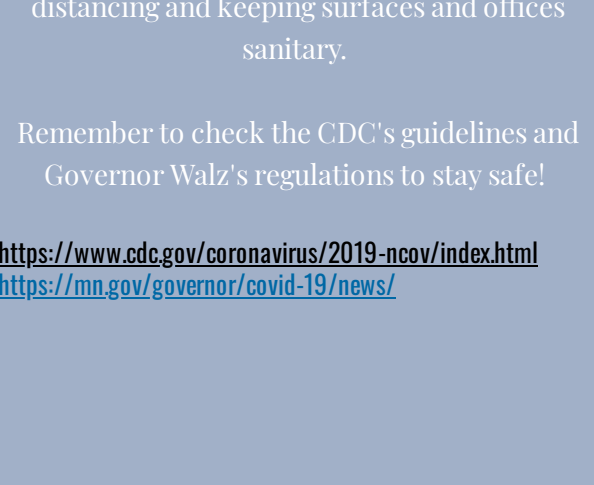 distancing and keeping surfaces and offices
sanitary.
Remember to check the CDC's guidelines and
Governor Walz's regulations to stay safe!
https://www.cdc.gov/coronavirus/2019-ncov/index.html
https://mn.gov/governor/covid-19/news/